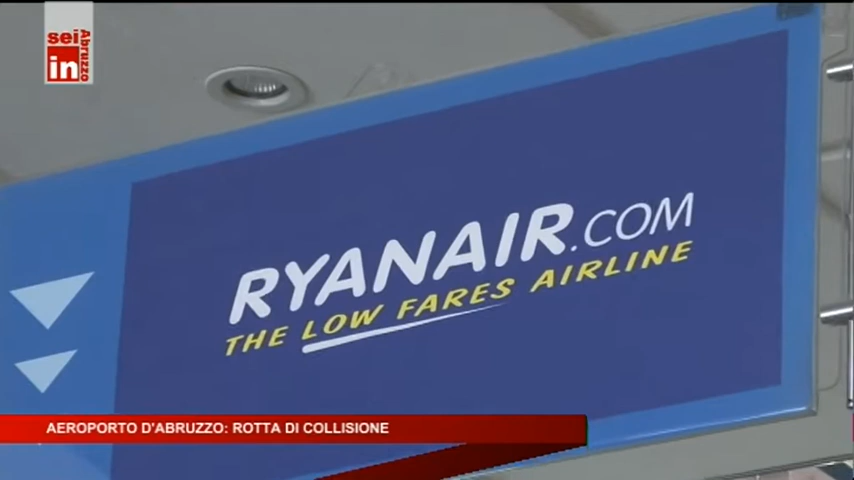 sei
in
Abruzzo
RYANAIR.COM
THE LOW FARES AIRLINE
AEROPORTO D'ABRUZZO: ROTTA DI COLLISIONE